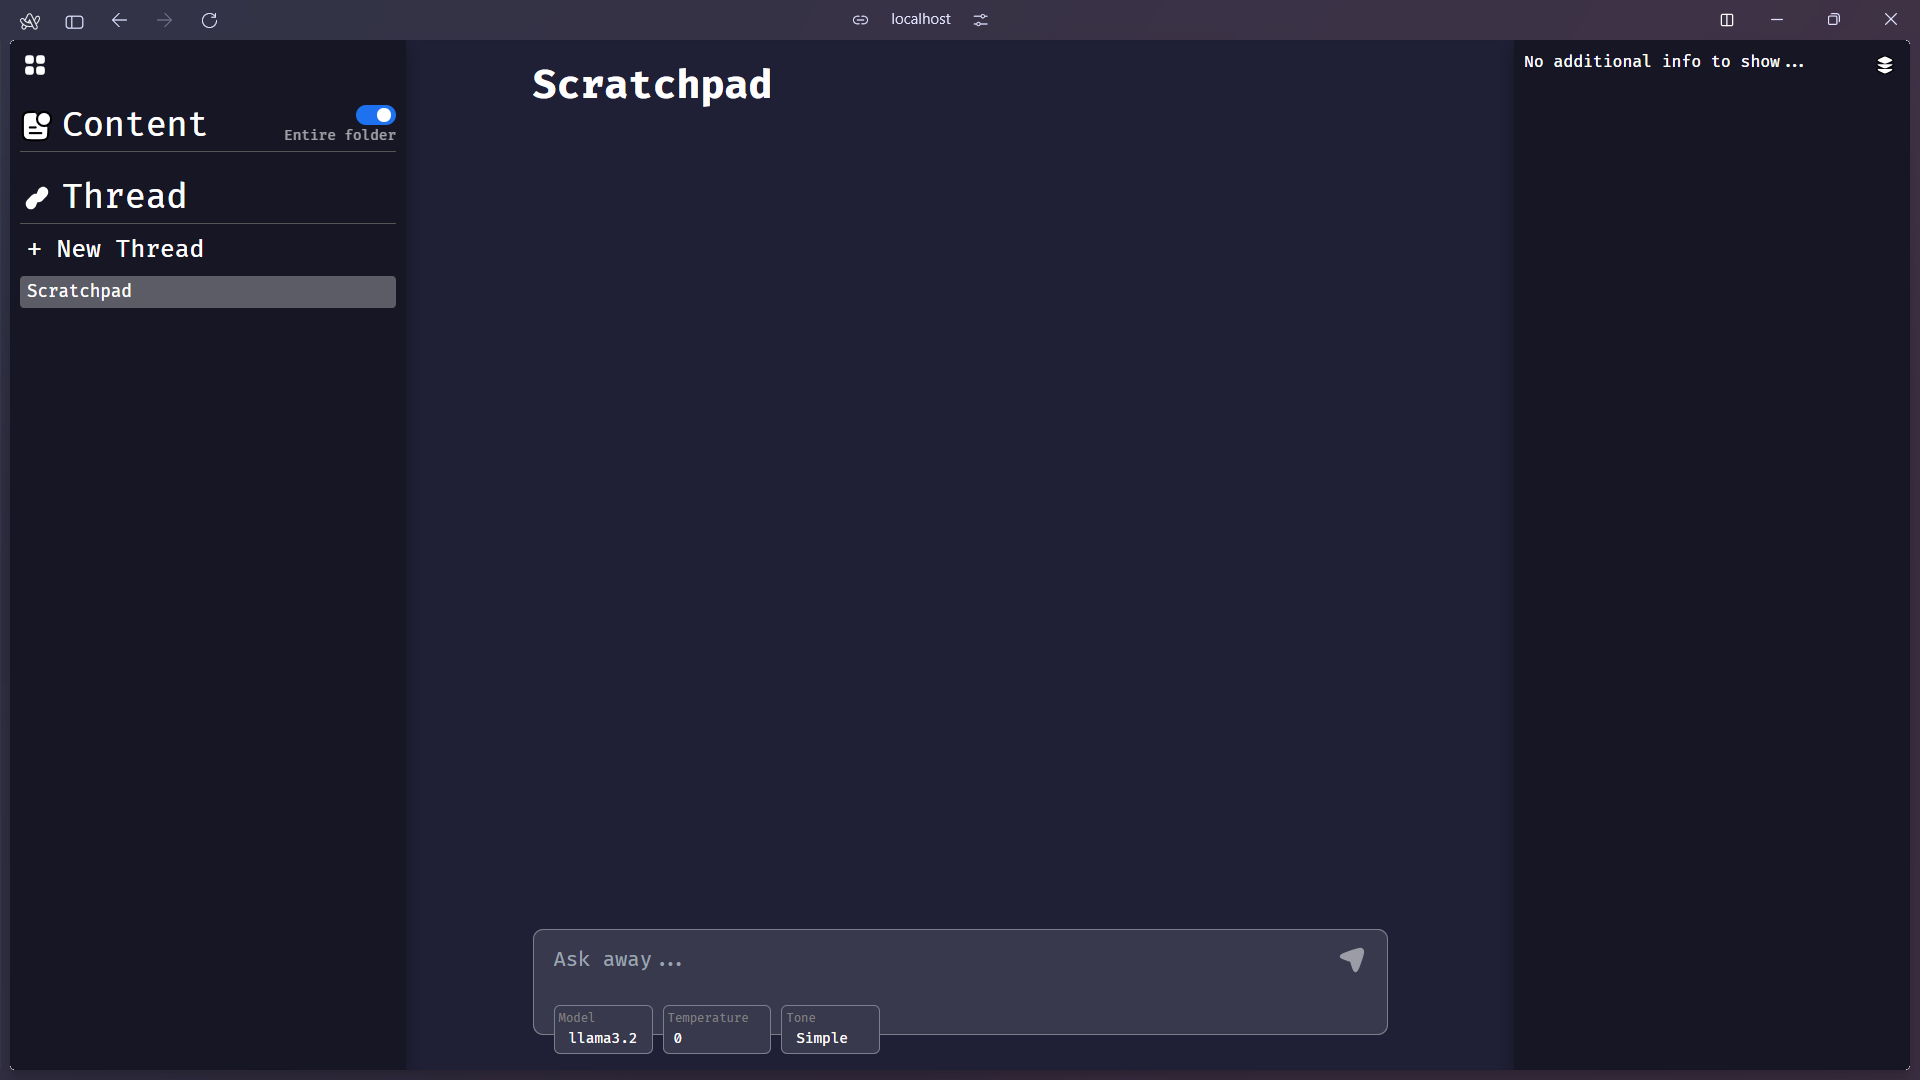 localhost
Content
Entire folder
Thread
+ New Thread
Scratchpad
Scratchpad
Ask away...
Model
llama3.2
Temperature
0
Tone
Simple
No additional info to show...